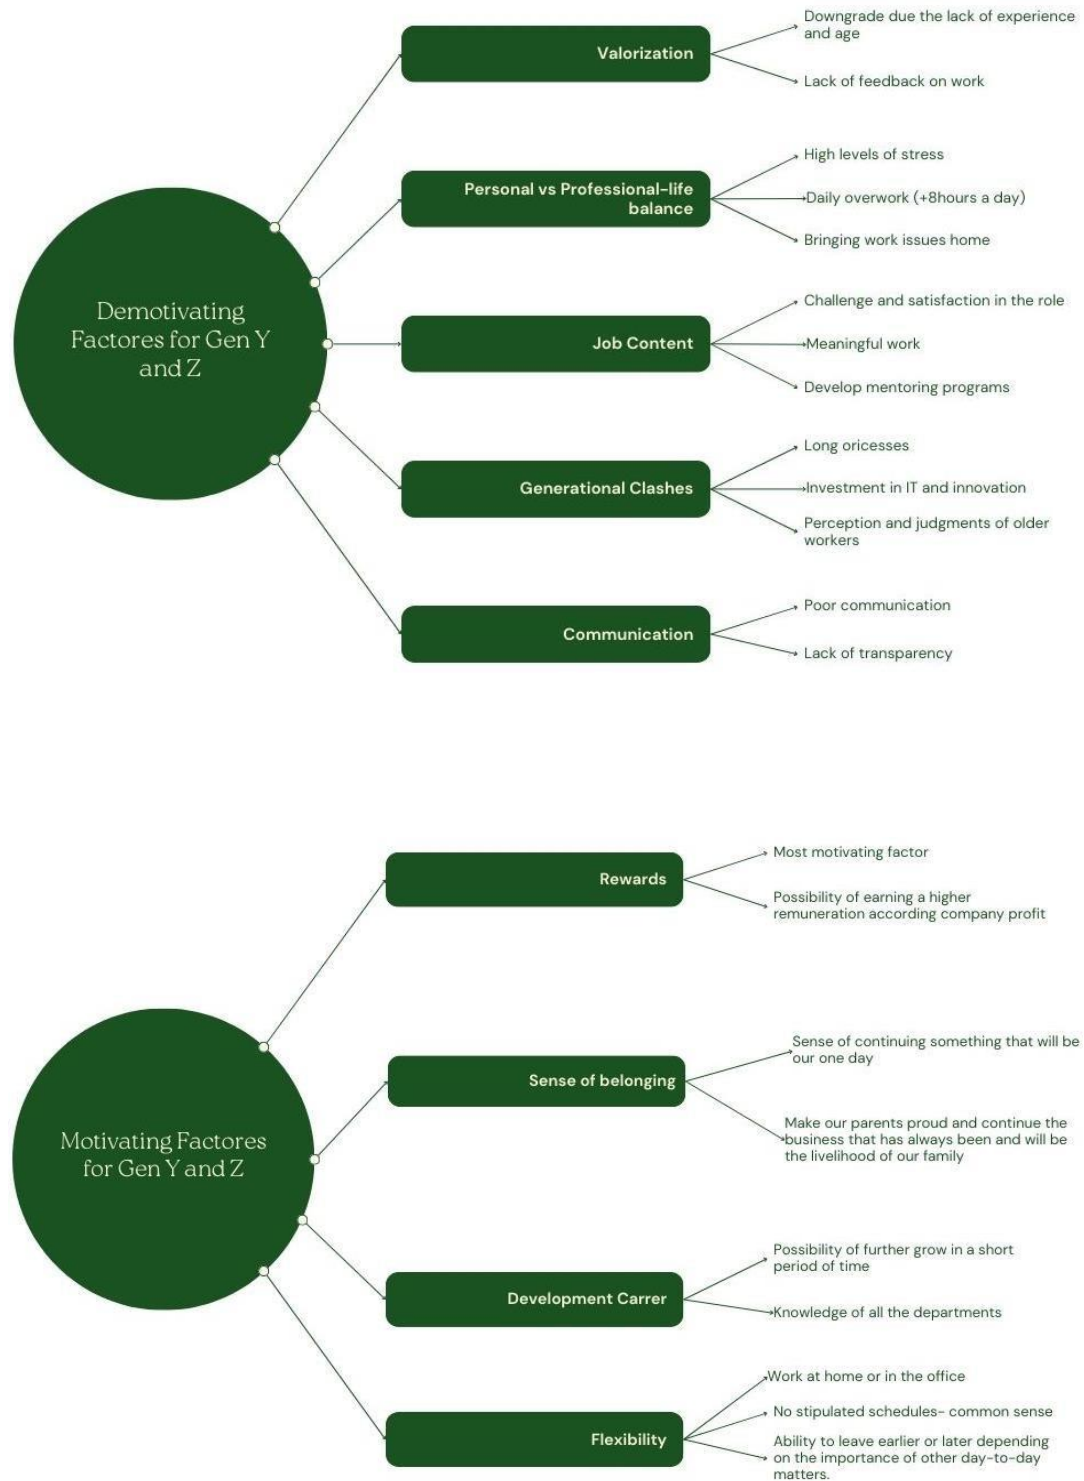 Demotivating
Factores for Gen Y
and Z
Valorization
Downgrade due the lack of experience
and age
Lack of feedback on work
Personal vs Professional-life
balance
High levels of stress
Daily overwork (+8hours a day)
Bringing work issues home
Job Content
Challenge and satisfaction in the role
Meaningful work
Develop mentoring programs
Generational Clashes
Long oricesses
Investment in IT and innovation
Perception and judgments of older
workers
Communication
Poor communication
Lack of transparency
Motivating Factores
for Gen Y and Z
Rewards
Most motivating factor
Possibility of earning a higher
remuneration according company profit
Sense of belonging
Sense of continuing something that will be
our one day
Make our parents proud and continue the
business that has always been and will be
the livelihood of our family
Development Carrer
Possibility of further grow in a short
period of time
Knowledge of all the departments
Flexibility
Work at home or in the office
No stipulated schedules- common sense
Ability to leave earlier or later depending
on the importance of other day-to-day
matters.